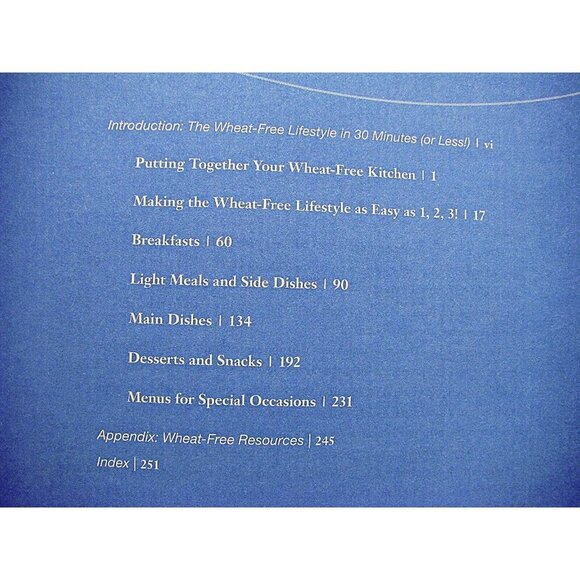 Introduction: The Wheat-Free Lifestyle in 30 Minutes (or Less!) | vi
Putting Together Your Wheat-Free Kitchen | 1
Making the Wheat-Free Lifestyle as Easy as 1, 2, 3! | 17
Breakfasts | 60
Light Meals and Side Dishes | 90
Main Dishes | 134
Desserts and Snacks | 192
Menus for Special Occasions | 231
Appendix: Wheat-Free Resources | 245
Index | 251